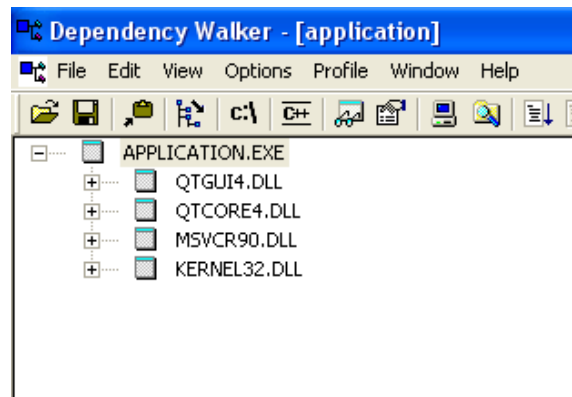 Dependency Walker - [application]
File Edit View Options Profile Window Help
c:\ C++
APPLICATION.EXE
QTGUI4.DLL
QTCORE4.DLL
MSVCR90.DLL
KERNEL32.DLL